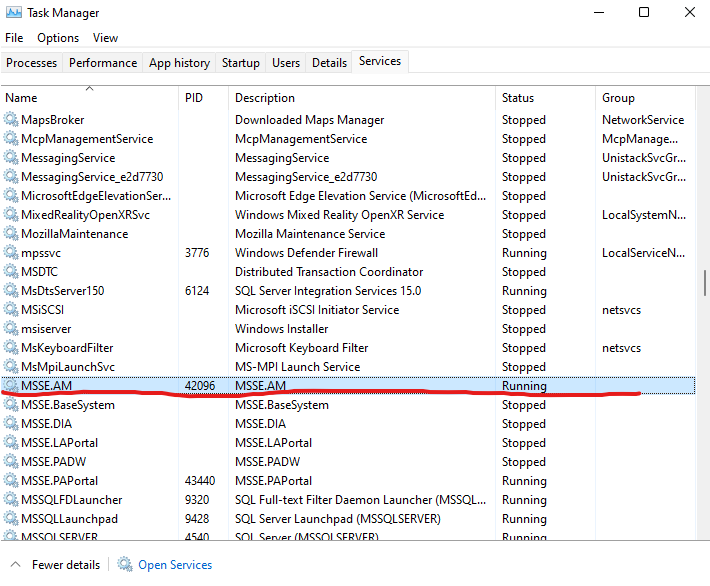 Task Manager
File Options View
Processes Performance App history Startup Users Details Services
Name PID Description Status Group
MapsBroker Downloaded Maps Manager Stopped NetworkService
McpManagementService McpManagementService Stopped McpManage...
MessagingService MessagingService Stopped UnistackSvcGr...
MessagingService_e2d7730 MessagingService_e2d7730 Stopped UnistackSvcGr...
MicrosoftEdgeElevationSer... Microsoft Edge Elevation Service (MicrosoftEd... Stopped
MixedRealityOpenXRSvc Windows Mixed Reality OpenXR Service Stopped LocalSystemN...
MozillaMaintenance Mozilla Maintenance Service Stopped
mpssvc 3776 Windows Defender Firewall Running LocalServiceN...
MSDTC Distributed Transaction Coordinator Stopped
MsDtsServer150 6124 SQL Server Integration Services 15.0 Running
MSiSCSI Microsoft iSCSI Initiator Service Stopped netsvcs
msiserver Windows Installer Stopped
MsKeyboardFilter Microsoft Keyboard Filter Stopped netsvcs
MsMpiLaunchSvc MS-MPI Launch Service Stopped
MSSE.AM 42096 MSSE.AM Running
MSSE.BaseSystem MSSE.BaseSystem Stopped
MSSE.DIA MSSE.DIA Stopped
MSSE.LAPortal MSSE.LAPortal Stopped
MSSE.PADW MSSE.PADW Stopped
MSSE.PAPortal 43440 MSSE.PAPortal Running
MSSQLFDLauncher 9320 SQL Full-text Filter Daemon Launcher (MSSQL... Running
MSSQLLaunchpad 9428 SQL Server Launchpad (MSSQLSERVER) Running
MSSQLSERVER 4540 SQL Server (MSSQLSERVER) Running
Fewer details Open Services